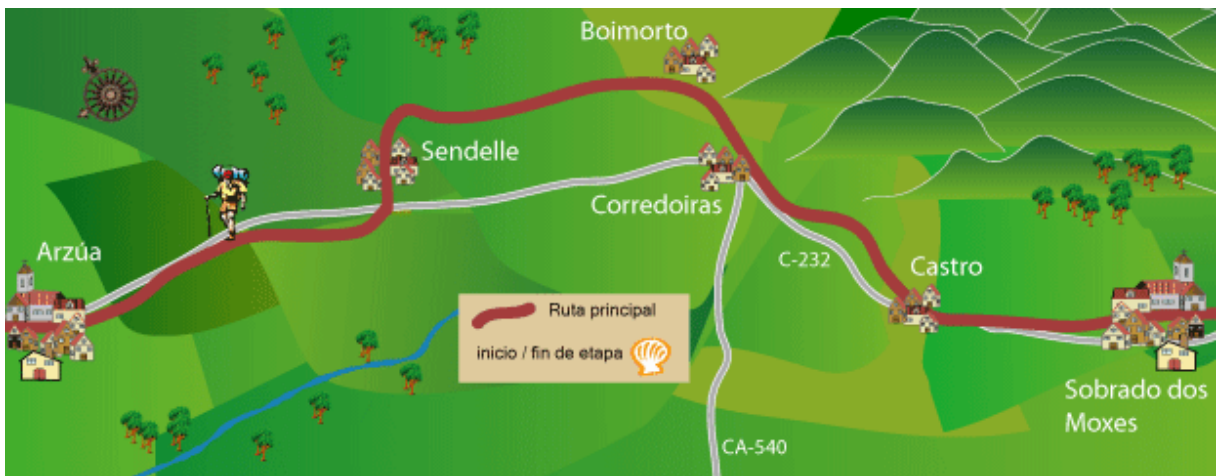 Boimorto
Sendelle
Corredoiras
Arzúa
C-232
Castro
Ruta principal
inicio / fin de etapa
Sobrado dos
Moxes
CA-540